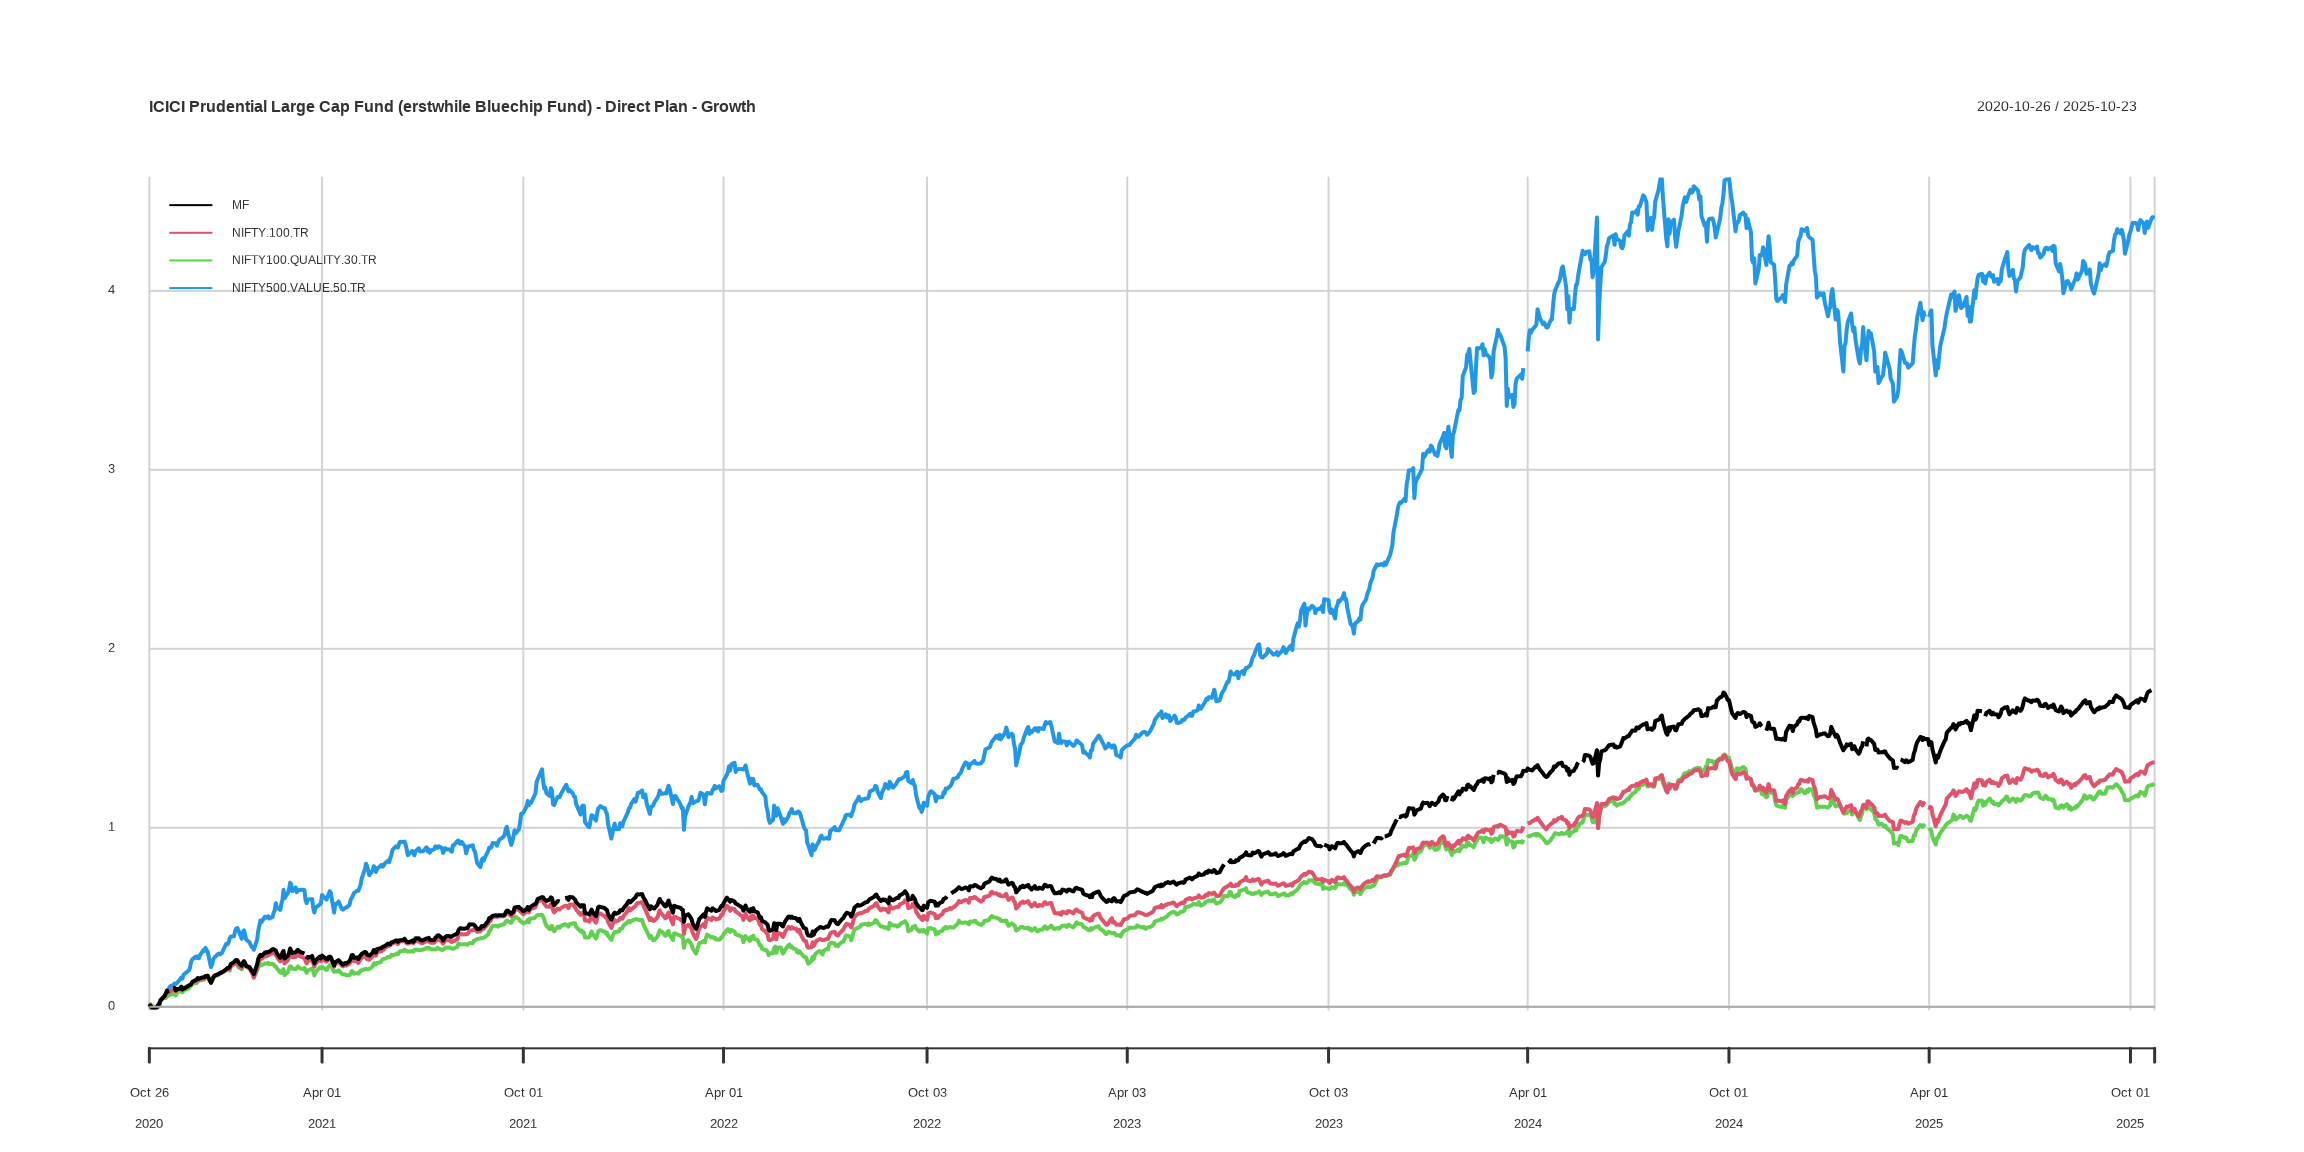 ICICI Prudential Large Cap Fund (erstwhile Bluechip Fund) - Direct Plan - Growth
2020-10-26 / 2025-10-23
MF
NIFTY.100.TR
NIFTY100.QUALITY.30.TR
NIFTY500.VALUE.50.TR
4
3
2
1
0
Oct 26 Apr 01 Oct 01 Apr 01 Oct 03 Apr 03 Oct 03 Apr 01 Oct 01 Apr 01 Oct 01
2020 2021 2021 2022 2022 2023 2023 2024 2024 2025 2025